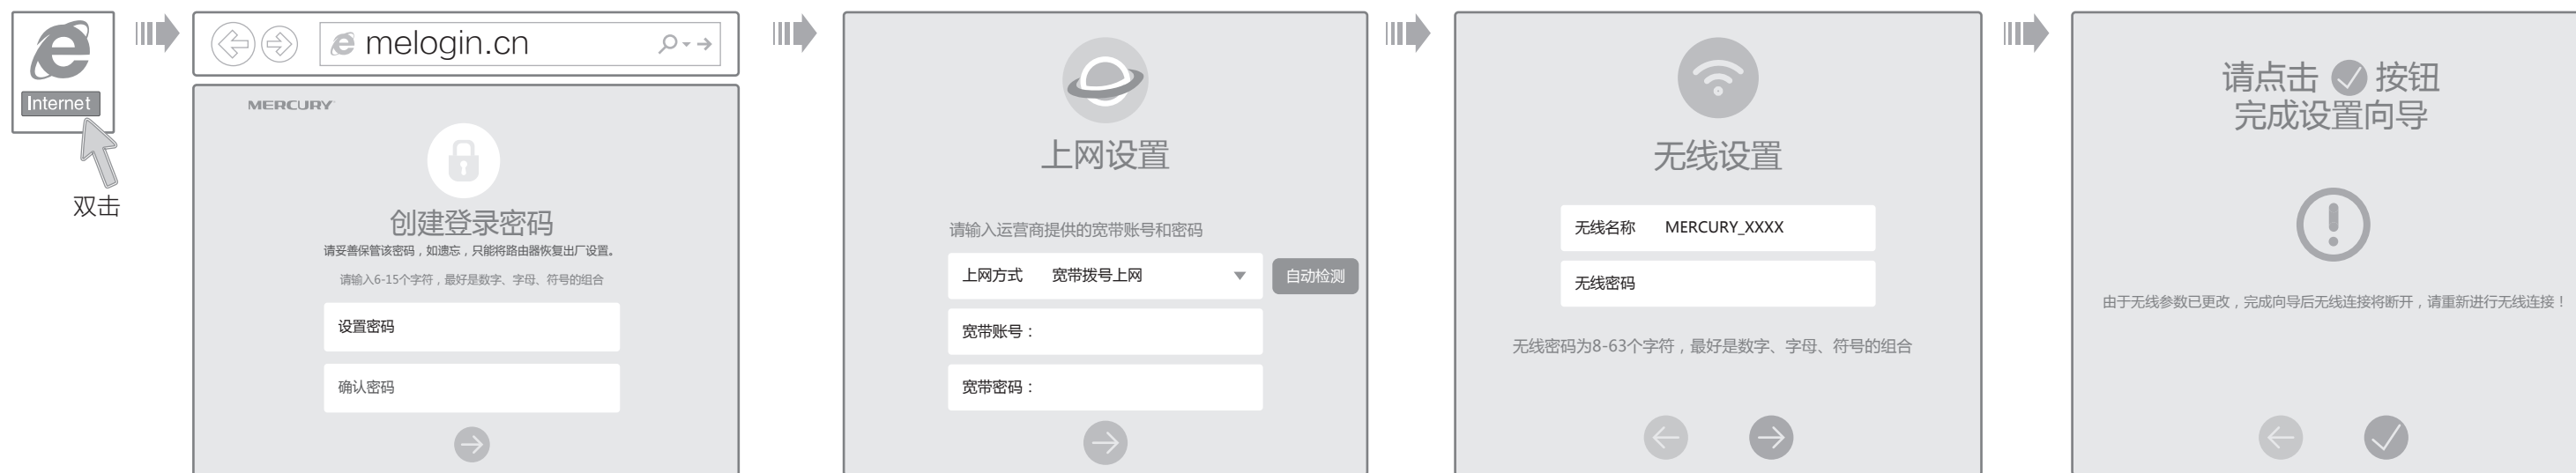 Internet
双击
melogin.cn
MERCURY
创建登录密码
请妥善保管该密码，如遗忘，只能将路由器恢复出厂设置。
请输入6-15个字符，最好是数字、字母、符号的组合
设置密码
确认密码
上网设置
请输入运营商提供的宽带账号和密码
上网方式 宽带拨号上网
自动检测
宽带账号：
宽带密码：
无线设置
无线名称 MERCURY_XXXX
无线密码
无线密码为8-63个字符，最好是数字、字母、符号的组合
请点击 按钮
完成设置向导
由于无线参数已更改，完成向导后无线连接将断开，请重新进行无线连接！